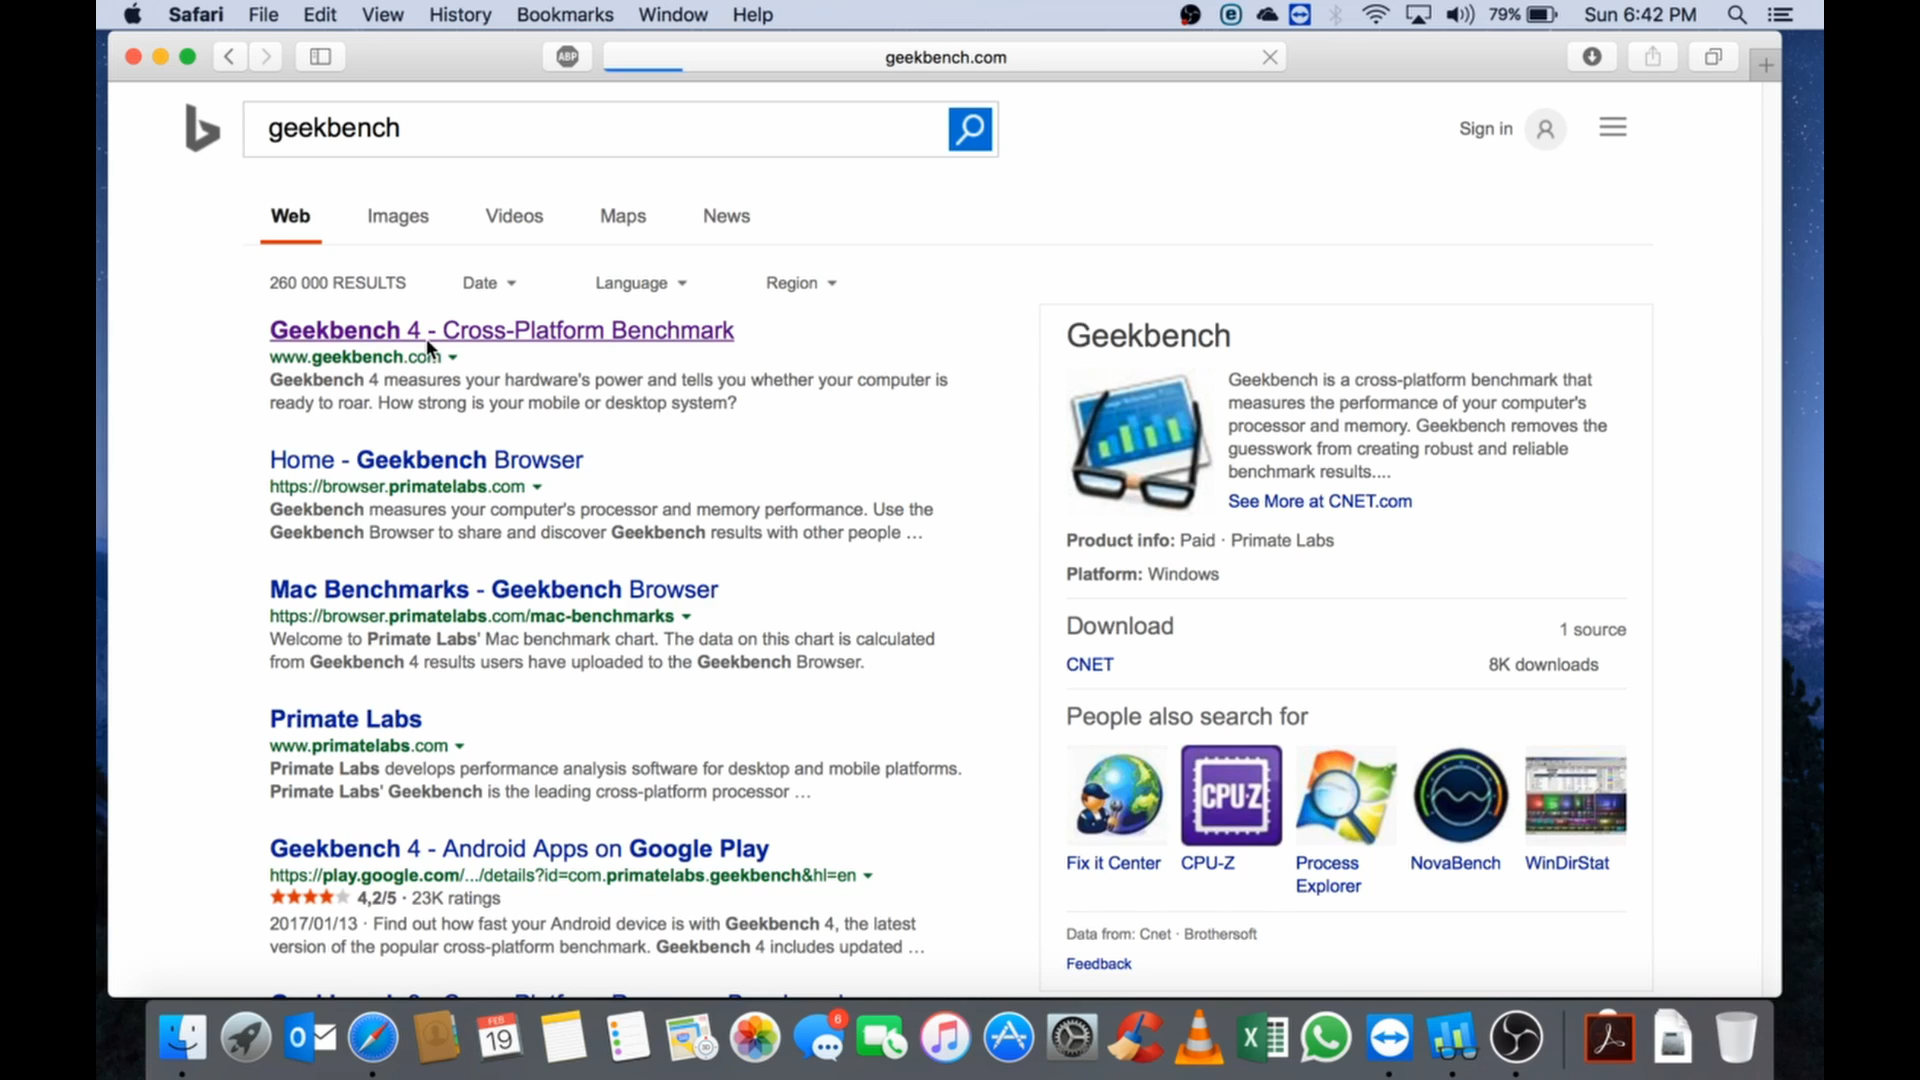 Safari File Edit View History Bookmarks Window Help 79% Sun 6:42 PM
ABP geekbench.com
geekbench
Sign in
Web Images Videos Maps News
260 000 RESULTS Date Language Region
Geekbench 4 - Cross-Platform Benchmark
www.geekbench.com
Geekbench 4 measures your hardware's power and tells you whether your computer is
ready to roar. How strong is your mobile or desktop system?
Home - Geekbench Browser
https://browser.primatelabs.com
Geekbench measures your computer's processor and memory performance. Use the
Geekbench Browser to share and discover Geekbench results with other people ...
Mac Benchmarks - Geekbench Browser
https://browser.primatelabs.com/mac-benchmarks
Welcome to Primate Labs' Mac benchmark chart. The data on this chart is calculated
from Geekbench 4 results users have uploaded to the Geekbench Browser.
Primate Labs
www.primatelabs.com
Primate Labs develops performance analysis software for desktop and mobile platforms.
Primate Labs' Geekbench is the leading cross-platform processor ...
Geekbench 4 - Android Apps on Google Play
https://play.google.com/.../details?id=com.primatelabs.geekbench&hl=en
4,2/5 · 23K ratings
2017/01/13 · Find out how fast your Android device is with Geekbench 4, the latest
version of the popular cross-platform benchmark. Geekbench 4 includes updated ...
Geekbench
Geekbench is a cross-platform benchmark that
measures the performance of your computer's
processor and memory. Geekbench removes the
guesswork from creating robust and reliable
benchmark results....
See More at CNET.com
Product info: Paid · Primate Labs
Platform: Windows
Download 1 source
CNET 8K downloads
People also search for
CPU-Z
Fix it Center CPU-Z Process Explorer NovaBench WinDirStat
Data from: Cnet · Brothersoft
Feedback
FEB
19
6